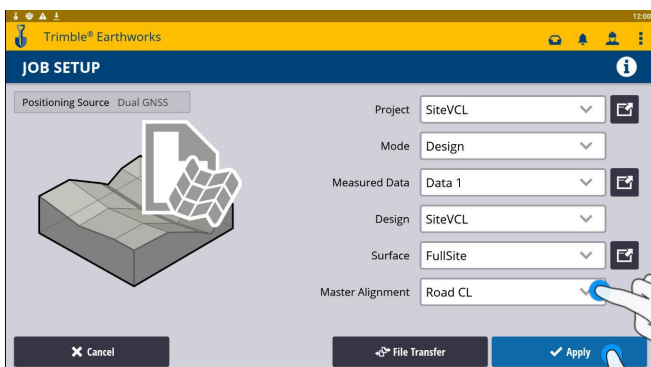 12:00
Trimble® Earthworks
JOB SETUP
Positioning Source Dual GNSS
Project SiteVCL
Mode Design
Measured Data Data 1
Design SiteVCL
Surface FullSite
Master Alignment Road CL
Cancel
File Transfer
Apply